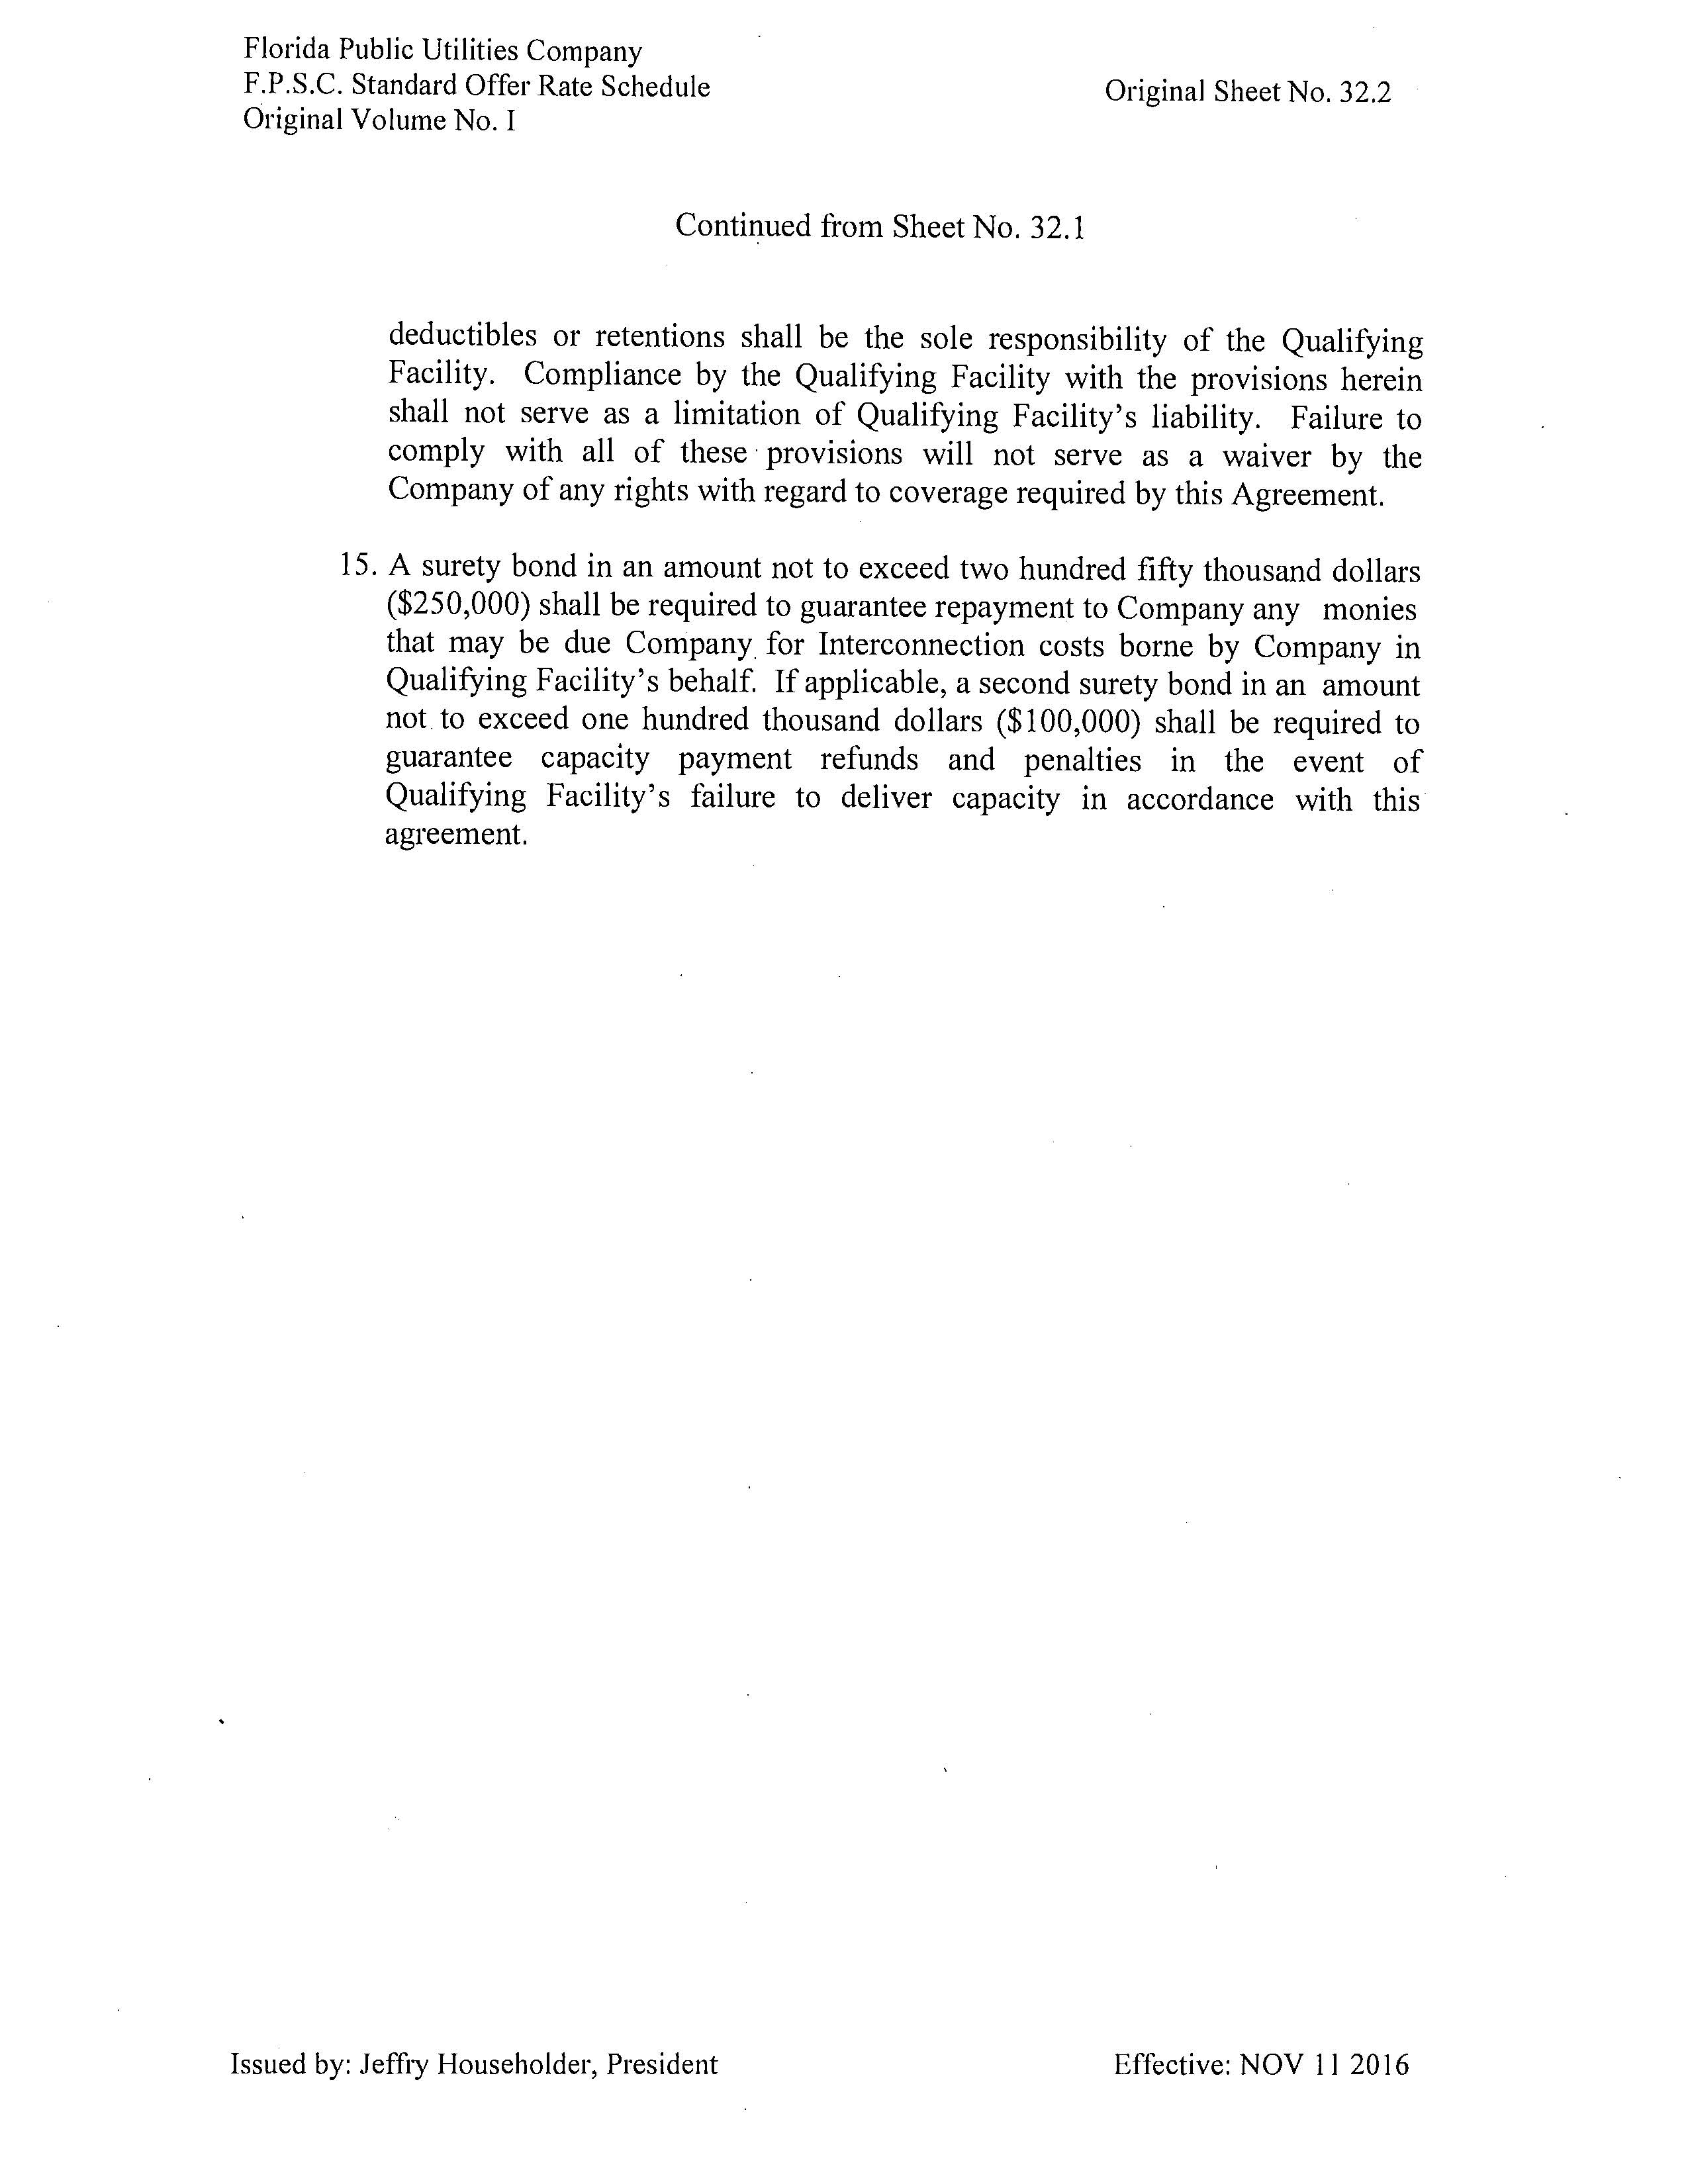 Florida Public Utilities Company
F.P.S.C. Standard Offer Rate Schedule
Original Sheet No. 32.2
Original Volume No. I
Continued from Sheet No. 32.1
deductibles or retentions shall be the sole responsibility of the Qualifying
Facility. Compliance by the Qualifying Facility with the provisions herein
shall not serve as a limitation of Qualifying Facility's liability. Failure to
comply with all of these provisions will not serve as a waiver by the
Company of any rights with regard to coverage required by this Agreement.
15. A surety bond in an amount not to exceed two hundred fifty thousand dollars
($250,000) shall be required to guarantee repayment to Company any monies
that may be due Company for Interconnection costs borne by Company in
Qualifying Facility's behalf. If applicable, a second surety bond in an amount
not to exceed one hundred thousand dollars ($100,000) shall be required to
guarantee capacity payment refunds and penalties in the event of
Qualifying Facility's failure to deliver capacity in accordance with this
agreement.
Issued by: Jeffry Householder, President
Effective: NOV 11 2016